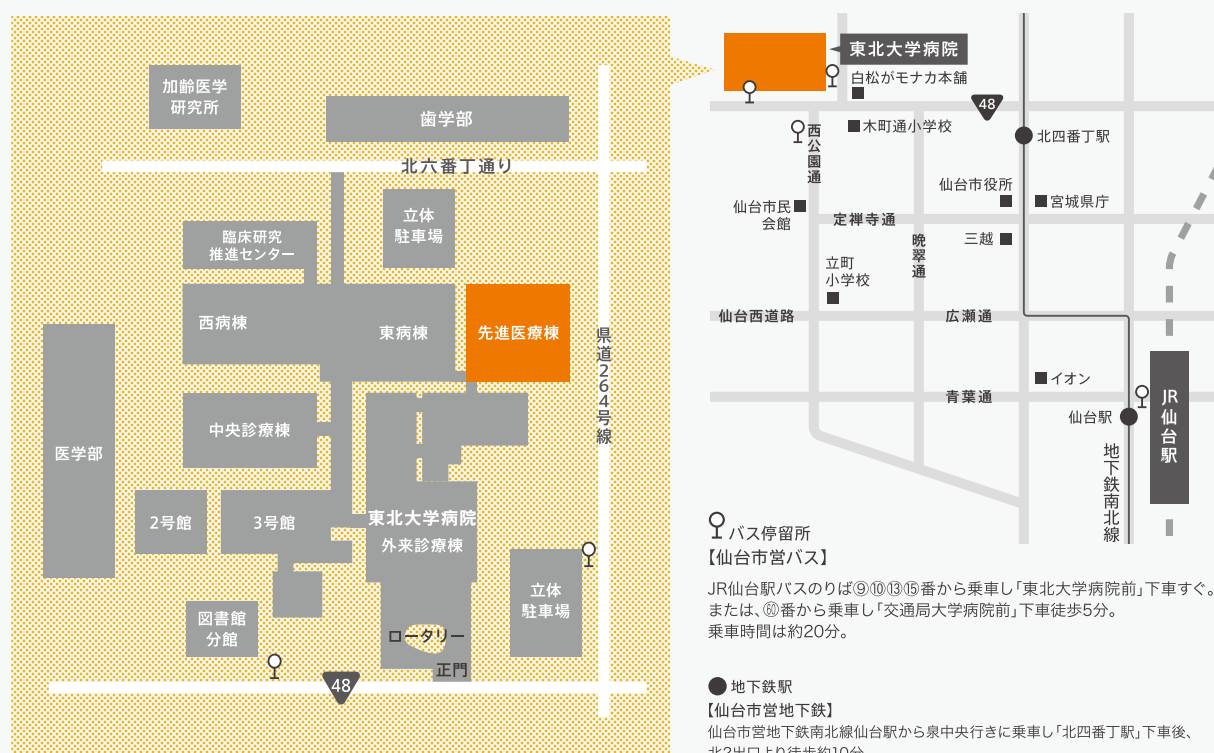 加齢医学
研究所
歯学部
北六番丁通り
立体
駐車場
臨床研究
推進センター
西病棟
東病棟
先進医療棟
県道264号線
中央診療棟
医学部
2号館
3号館
東北大学病院
外来診療棟
立体
駐車場
図書館
分館
ロータリー
正門
48
東北大学病院
白松がモナカ本舗
48
木町通小学校
西公園通
北四番丁駅
仙台市役所
宮城県庁
仙台市民
会館
定禅寺通
三越
晩翠通
立町
小学校
仙台西道路
広瀬通
イオン
青葉通
仙台駅
JR仙台駅
地下鉄南北線
バス停留所
【仙台市営バス】
JR仙台駅バスのりば⑨⑩⑬⑮番から乗車し「東北大学病院前」下車すぐ。
または、㊿番から乗車し「交通局大学病院前」下車徒歩5分。
乗車時間は約20分。
地下鉄駅
【仙台市営地下鉄】
仙台市営地下鉄南北線仙台駅から泉中央行きに乗車し「北四番丁駅」下車後、
北2出口より徒歩約10分